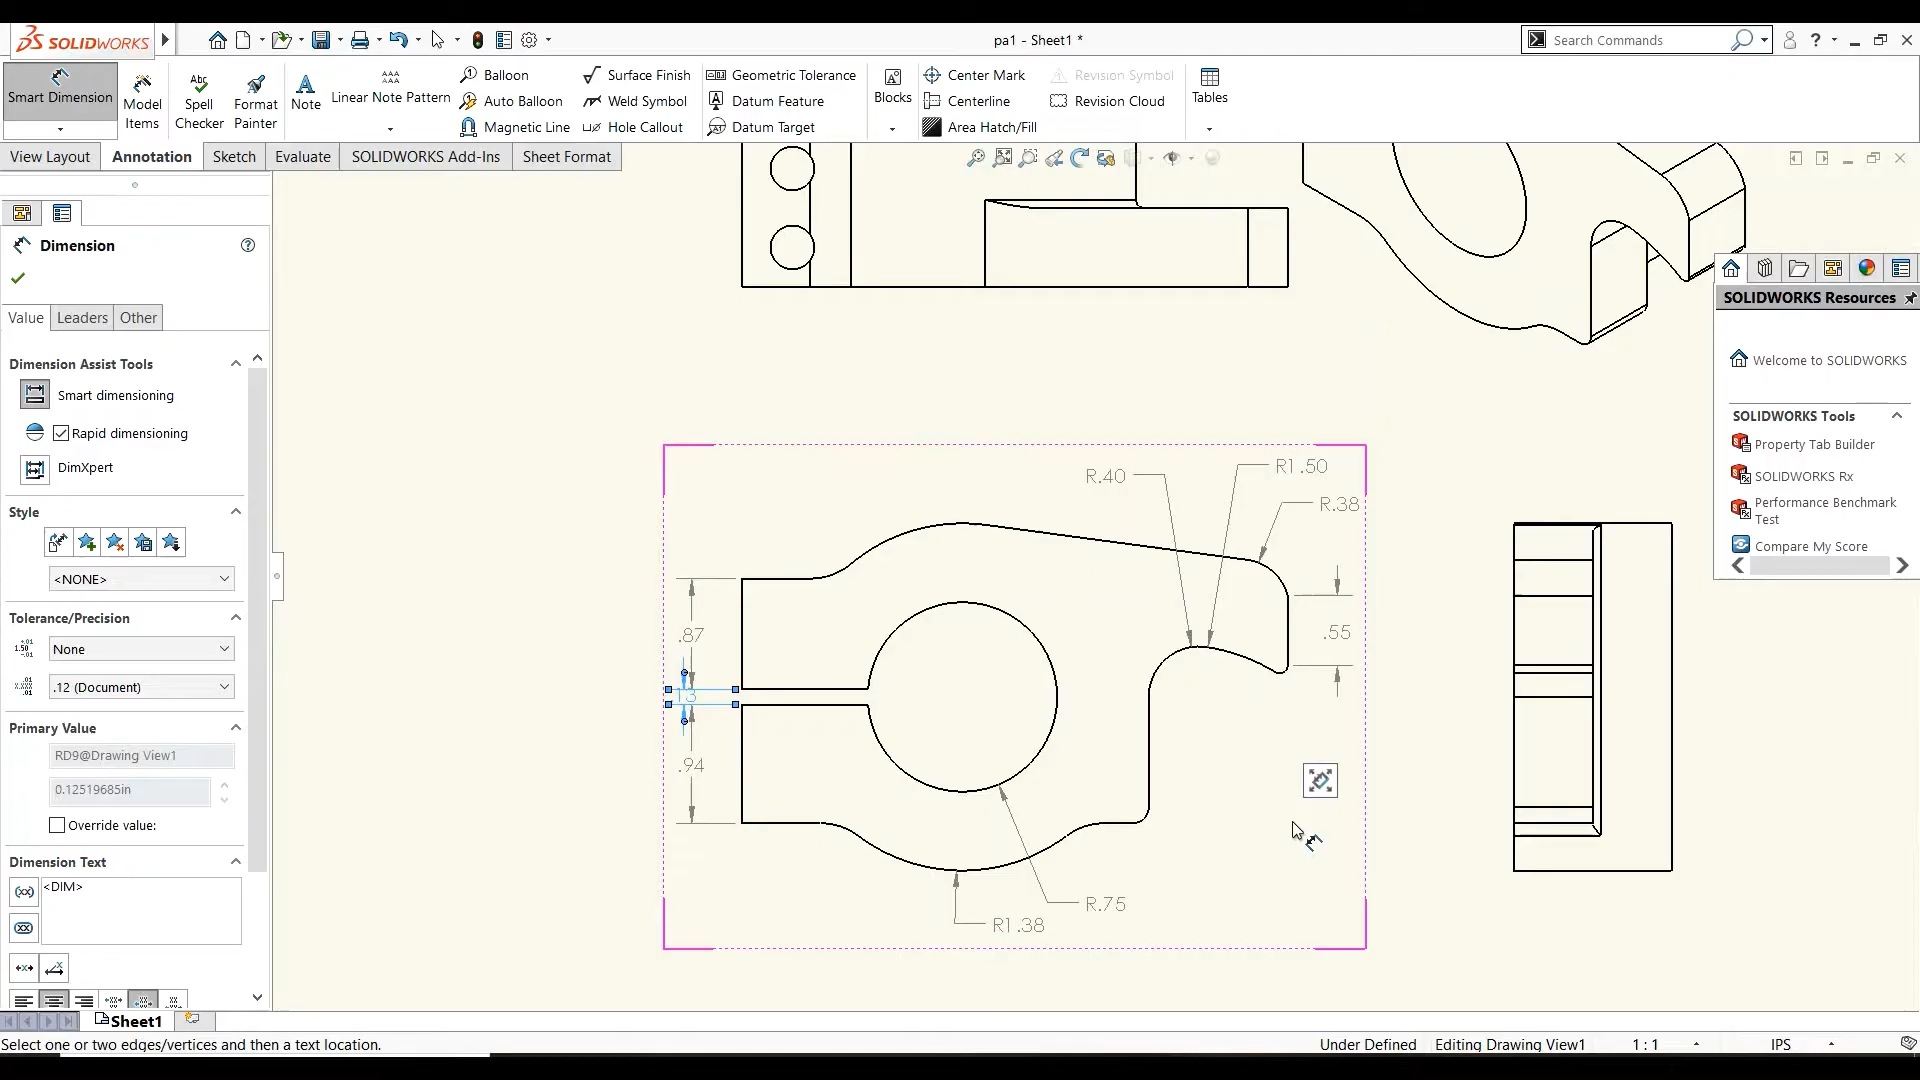 SOLIDWORKS
pa1 - Sheet1 *
Search Commands
?
Smart Dimension
Model Items
Spell Checker
Format Painter
Note
Linear Note Pattern
Balloon
Auto Balloon
Magnetic Line
Surface Finish
Weld Symbol
Hole Callout
Geometric Tolerance
Datum Feature
Datum Target
Blocks
Center Mark
Centerline
Area Hatch/Fill
Revision Symbol
Revision Cloud
Tables
View Layout
Annotation
Sketch
Evaluate
SOLIDWORKS Add-Ins
Sheet Format
Dimension
?
Value
Leaders
Other
Dimension Assist Tools
Smart dimensioning
Rapid dimensioning
DimXpert
Style
<NONE>
Tolerance/Precision
None
.12 (Document)
Primary Value
RD9@Drawing View1
0.12519685in
Override value:
Dimension Text
<DIM>
R.40
R1.50
R.38
.87
.55
.13
.94
R.75
R1.38
SOLIDWORKS Resources
Welcome to SOLIDWORKS
SOLIDWORKS Tools
Property Tab Builder
SOLIDWORKS Rx
Performance Benchmark
Test
Compare My Score
Sheet1
Select one or two edges/vertices and then a text location.
Under Defined
Editing Drawing View1
1 : 1
IPS